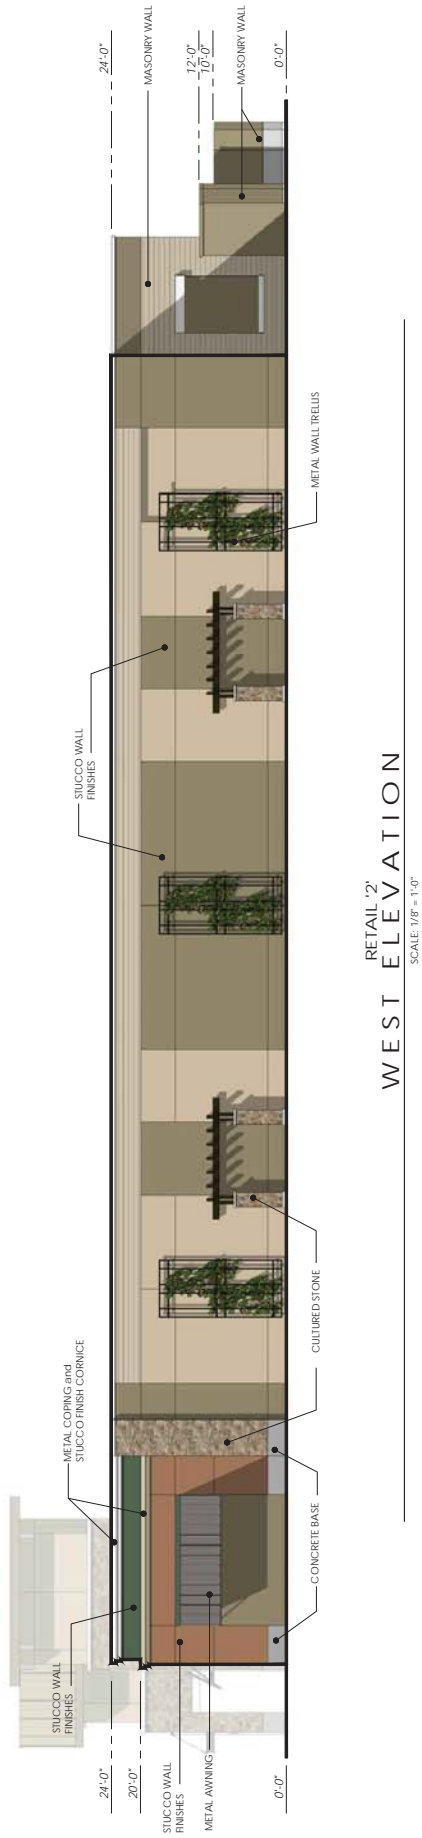 24'-0"
20'-0"
0'-0"
STUCCO WALL
FINISHES
STUCCO WALL
FINISHES
METAL AWNING
METAL COPING and
STUCCO FINISH CORNICE
CONCRETE BASE
CULTURED STONE
STUCCO WALL
FINISHES
METAL WALL TRELLIS
MASONRY WALL
MASONRY WALL
24'-0"
12'-0"
10'-0"
0'-0"
RETAIL '2'
WEST ELEVATION
SCALE: 1/8" = 1'-0"